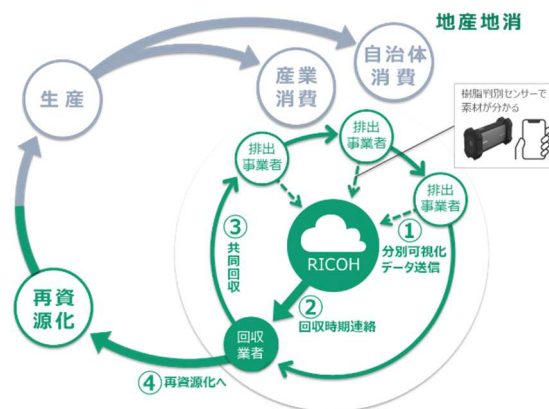 地産地消
自治体
消費
産業
消費
生産
樹脂判別センサーで
素材が分かる
排出
事業者
排出
事業者
排出
事業者
①
分別可視化
データ送信
RICOH
②
回収時期連絡
③
共同回収
回収
業者
④再資源化へ
再資
源化